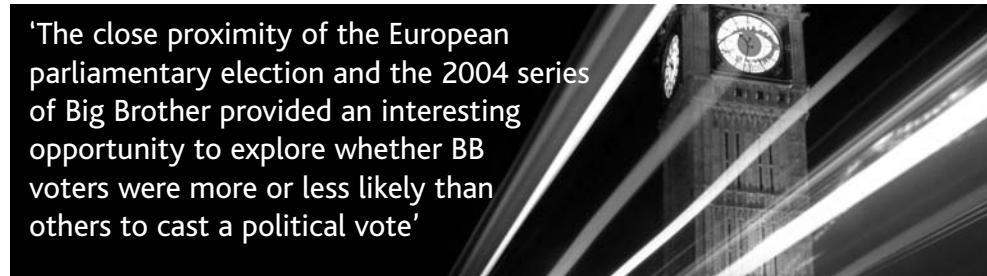 ‘The close proximity of the European
parliamentary election and the 2004 series
of Big Brother provided an interesting
opportunity to explore whether BB
voters were more or less likely than
others to cast a political vote’